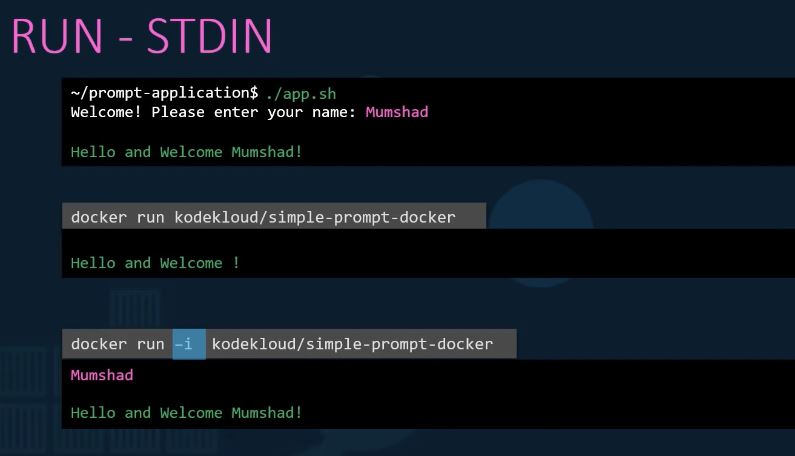 RUN - STDIN
~/prompt-application$ ./app.sh
Welcome! Please enter your name: Mumshad
Hello and Welcome Mumshad!
docker run kodekloud/simple-prompt-docker
Hello and Welcome !
docker run -i kodekloud/simple-prompt-docker
Mumshad
Hello and Welcome Mumshad!